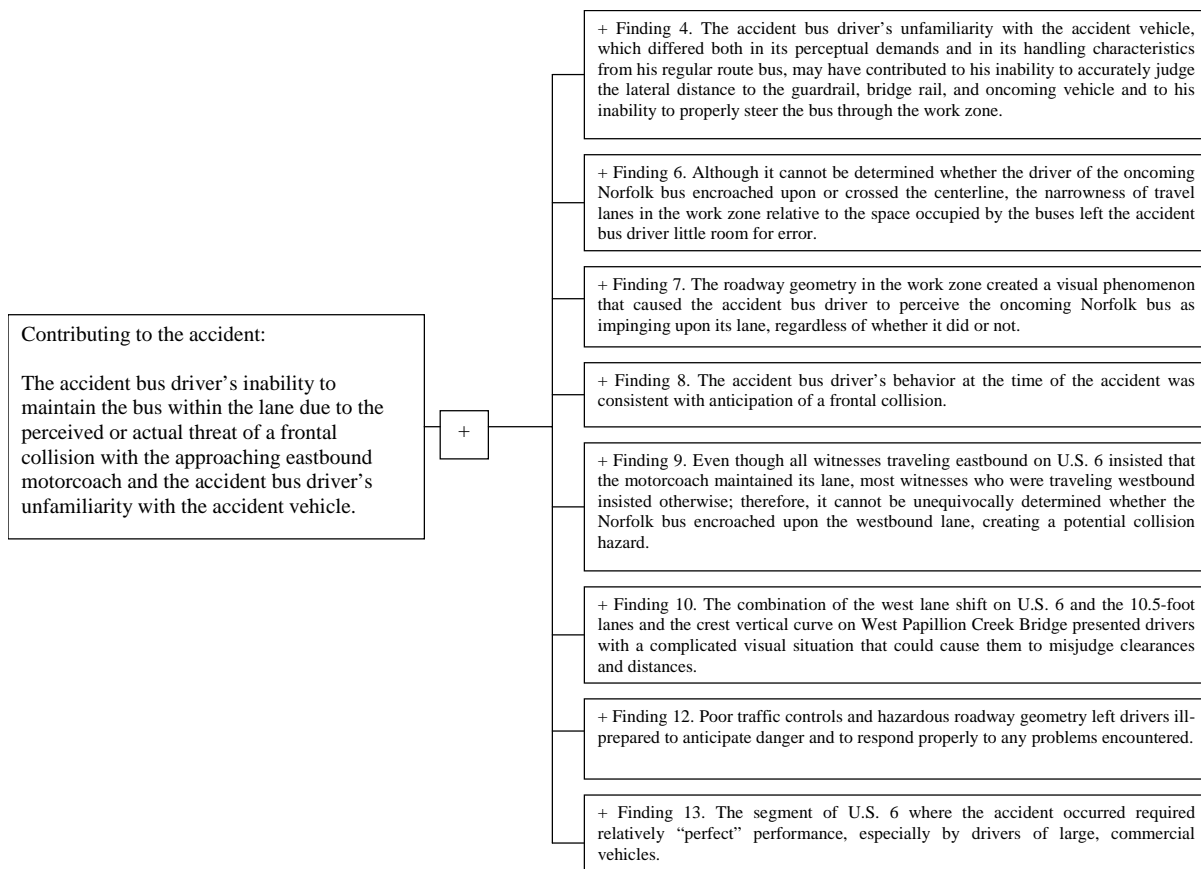 Contributing to the accident:
The accident bus driver’s inability to
maintain the bus within the lane due to the
perceived or actual threat of a frontal
collision with the approaching eastbound
motorcoach and the accident bus driver’s
unfamiliarity with the accident vehicle.
+
+ Finding 4. The accident bus driver’s unfamiliarity with the accident vehicle,
which differed both in its perceptual demands and in its handling characteristics
from his regular route bus, may have contributed to his inability to accurately judge
the lateral distance to the guardrail, bridge rail, and oncoming vehicle and to his
inability to properly steer the bus through the work zone.
+ Finding 6. Although it cannot be determined whether the driver of the oncoming
Norfolk bus encroached upon or crossed the centerline, the narrowness of travel
lanes in the work zone relative to the space occupied by the buses left the accident
bus driver little room for error.
+ Finding 7. The roadway geometry in the work zone created a visual phenomenon
that caused the accident bus driver to perceive the oncoming Norfolk bus as
impinging upon its lane, regardless of whether it did or not.
+ Finding 8. The accident bus driver’s behavior at the time of the accident was
consistent with anticipation of a frontal collision.
+ Finding 9. Even though all witnesses traveling eastbound on U.S. 6 insisted that
the motorcoach maintained its lane, most witnesses who were traveling westbound
insisted otherwise; therefore, it cannot be unequivocally determined whether the
Norfolk bus encroached upon the westbound lane, creating a potential collision
hazard.
+ Finding 10. The combination of the west lane shift on U.S. 6 and the 10.5-foot
lanes and the crest vertical curve on West Papillion Creek Bridge presented drivers
with a complicated visual situation that could cause them to misjudge clearances
and distances.
+ Finding 12. Poor traffic controls and hazardous roadway geometry left drivers ill-
prepared to anticipate danger and to respond properly to any problems encountered.
+ Finding 13. The segment of U.S. 6 where the accident occurred required
relatively “perfect” performance, especially by drivers of large, commercial
vehicles.